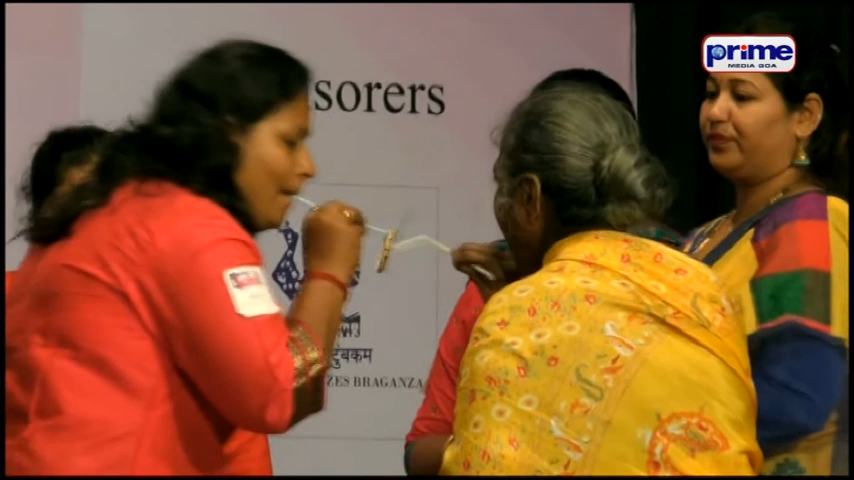 prime
MEDIA GOA
sorers
टुंबकम
ZES BRAGANZA